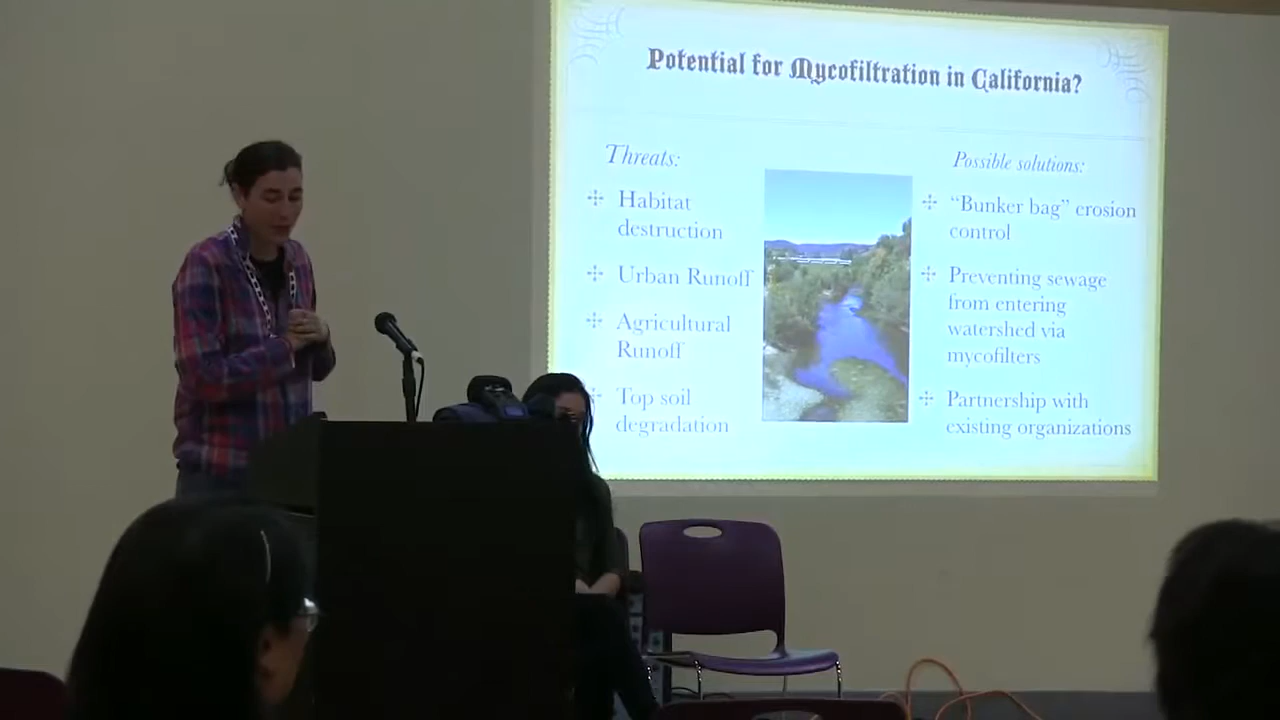 Potential for Mycofiltration in California?
Threats:
Habitat
destruction
Urban Runoff
Agricultural
Runoff
Top soil
degradation
Possible solutions:
“Bunker bag” erosion
control
Preventing sewage
from entering
watershed via
mycofilters
Partnership with
existing organizations